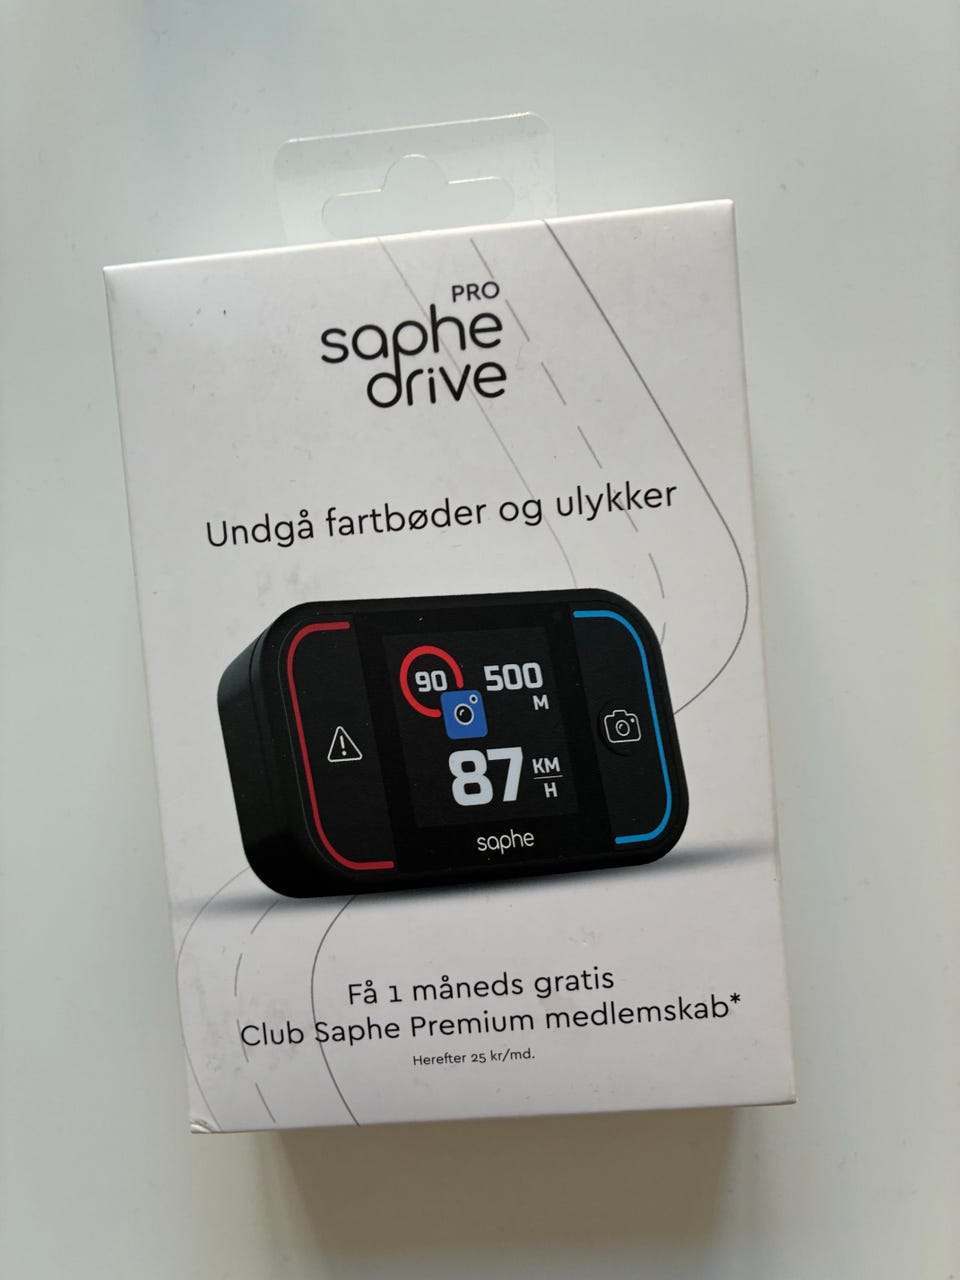 PRO
saphe
drive
Undgå fartbøder og ulykker
90
500
M
87 KM
H
saphe
Få 1 måneds gratis
Club Saphe Premium medlemskab*
Herefter 25 kr/md.